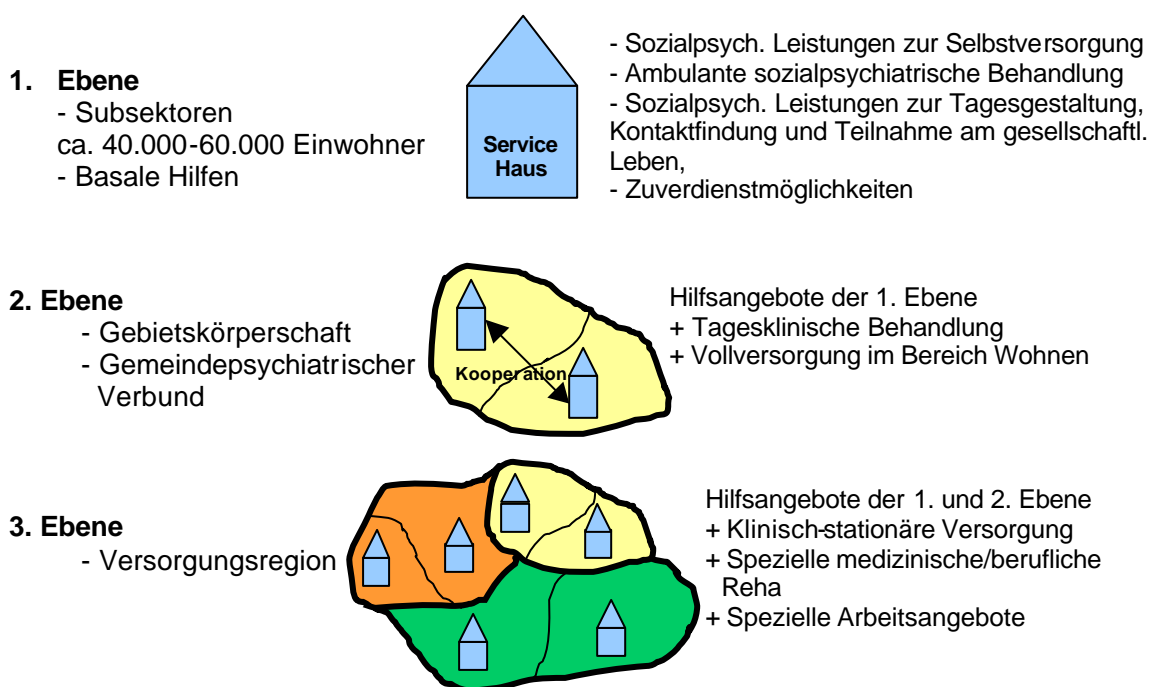 1. Ebene
- Subsektoren
ca. 40.000-60.000 Einwohner
- Basale Hilfen
Service
Haus
- Sozialpsych. Leistungen zur Selbstversorgung
- Ambulante sozialpsychiatrische Behandlung
- Sozialpsych. Leistungen zur Tagesgestaltung,
Kontaktfindung und Teilnahme am gesellschaftl.
Leben,
- Zuverdienstmöglichkeiten
2. Ebene
- Gebietskörperschaft
- Gemeindepsychiatrischer
Verbund
Kooperation
Hilfsangebote der 1. Ebene
+ Tagesklinische Behandlung
+ Vollversorgung im Bereich Wohnen
3. Ebene
- Versorgungsregion
Hilfsangebote der 1. und 2. Ebene
+ Klinisch-stationäre Versorgung
+ Spezielle medizinische/berufliche
Reha
+ Spezielle Arbeitsangebote